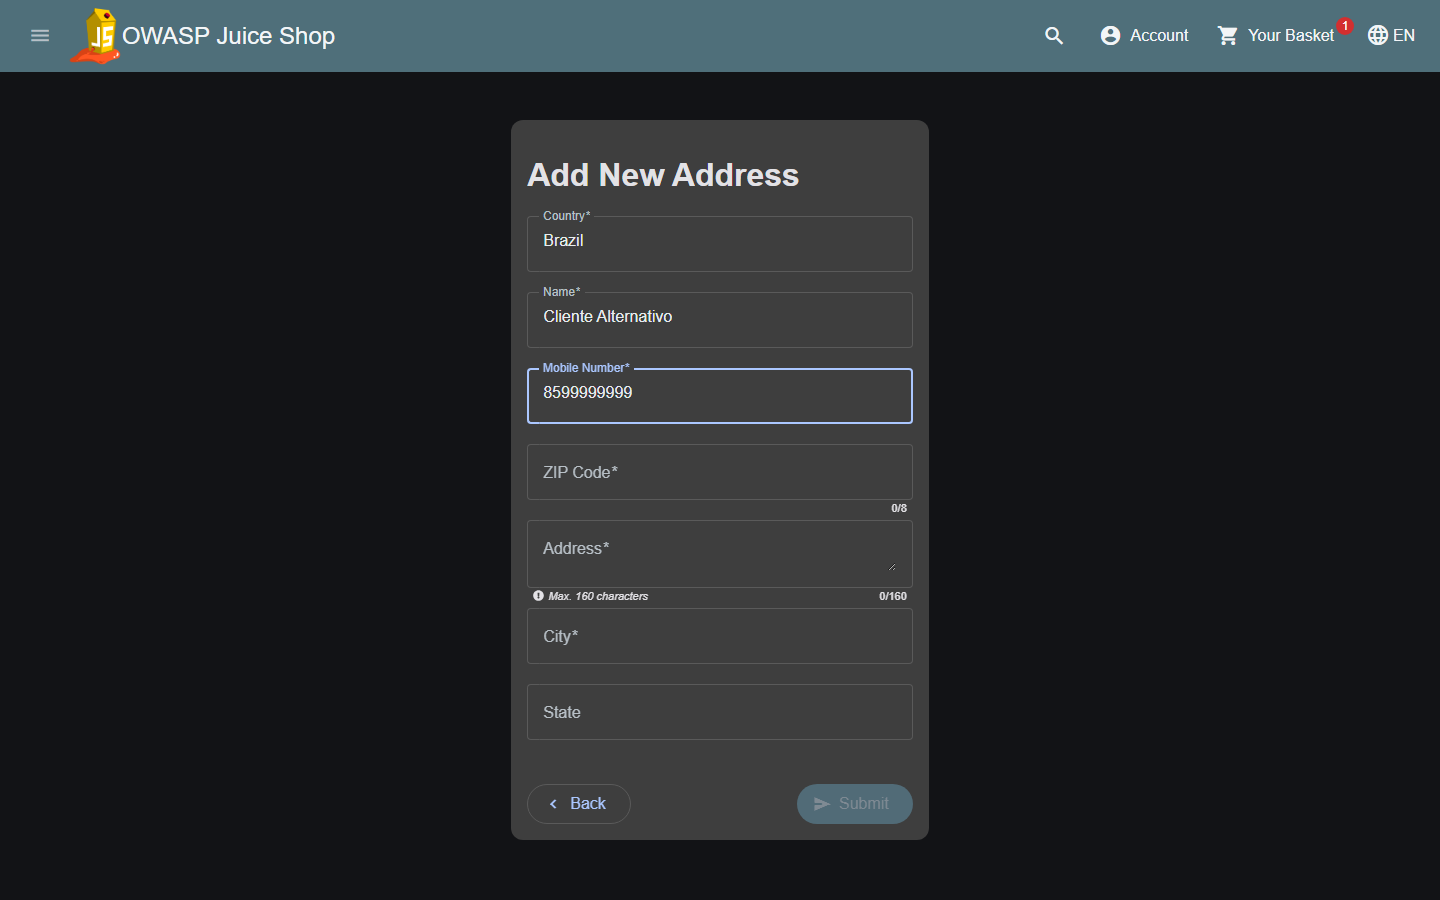 JS
OWASP Juice Shop
Account
Your Basket
1
EN
Add New Address
Country*
Brazil
Name*
Cliente Alternativo
Mobile Number*
8599999999
ZIP Code*
0/8
Address*
Max. 160 characters
0/160
City*
State
Back
Submit